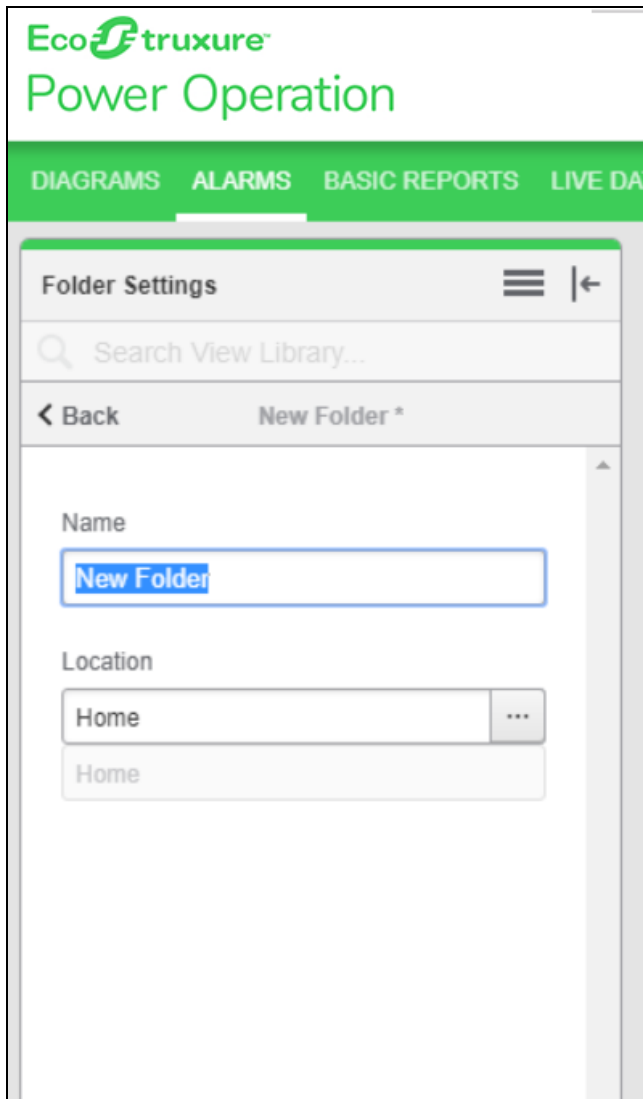 EcoStruxure™
Power Operation
DIAGRAMS ALARMS BASIC REPORTS LIVE DA
Folder Settings
Search View Library...
Back New Folder *
Name
New Folder
Location
Home ...
Home